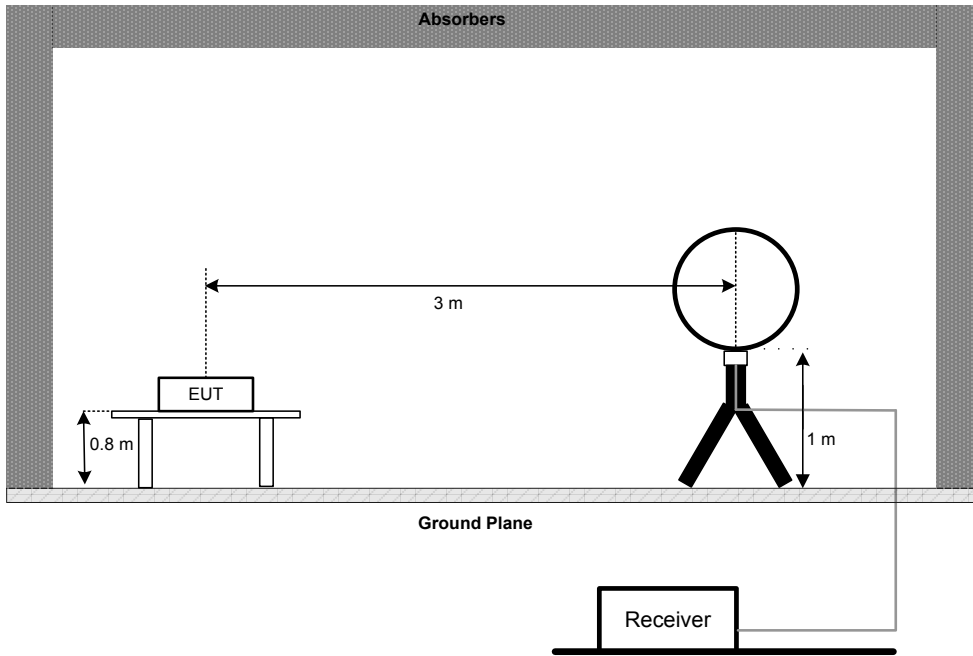 Absorbers
3 m
EUT
0.8 m
1 m
Ground Plane
Receiver